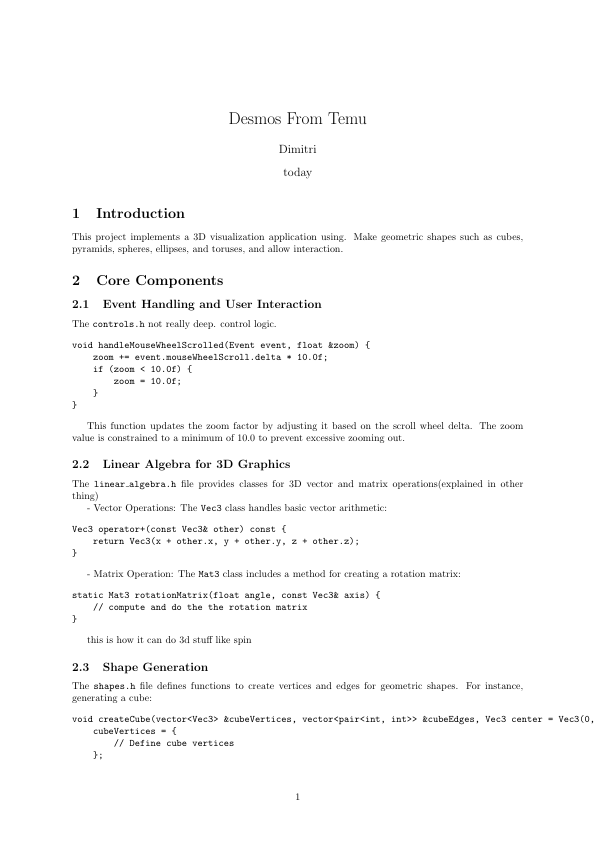 Desmos From Temu
Dimitri
today
1 Introduction
This project implements a 3D visualization application using. Make geometric shapes such as cubes,
pyramids, spheres, ellipses, and toruses, and allow interaction.
2 Core Components
2.1 Event Handling and User Interaction
The controls.h not really deep. control logic.
void handleMouseWheelScrolled(Event event, float &zoom) {
    zoom += event.mouseWheelScroll.delta * 10.0f;
    if (zoom < 10.0f) {
        zoom = 10.0f;
    }
}
This function updates the zoom factor by adjusting it based on the scroll wheel delta. The zoom
value is constrained to a minimum of 10.0 to prevent excessive zooming out.
2.2 Linear Algebra for 3D Graphics
The linear_algebra.h file provides classes for 3D vector and matrix operations(explained in other
thing)
- Vector Operations: The Vec3 class handles basic vector arithmetic:
Vec3 operator+(const Vec3& other) const {
    return Vec3(x + other.x, y + other.y, z + other.z);
}
- Matrix Operation: The Mat3 class includes a method for creating a rotation matrix:
static Mat3 rotationMatrix(float angle, const Vec3& axis) {
    // compute and do the the rotation matrix
}
this is how it can do 3d stuff like spin
2.3 Shape Generation
The shapes.h file defines functions to create vertices and edges for geometric shapes. For instance,
generating a cube:
void createCube(vector<Vec3> &cubeVertices, vector<pair<int, int>> &cubeEdges, Vec3 center = Vec3(0,
    cubeVertices = {
        // Define cube vertices
    };
1